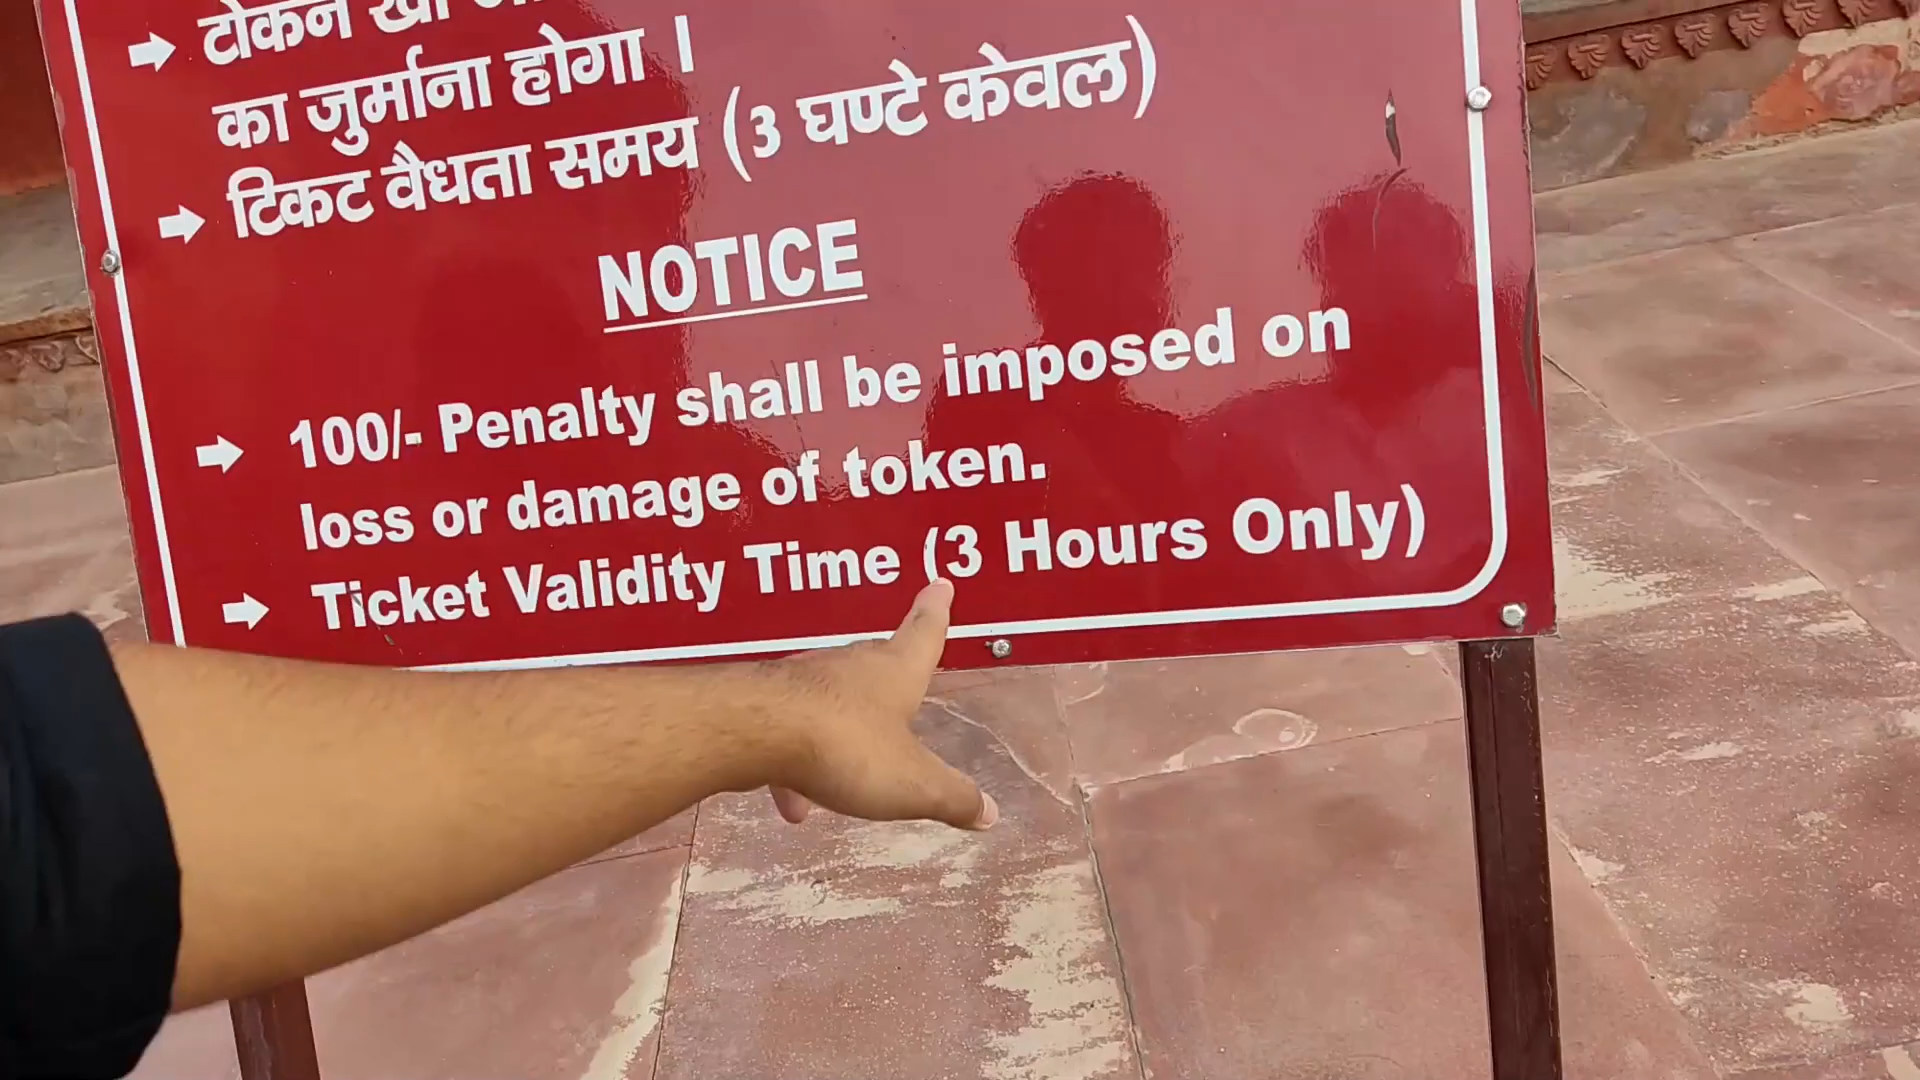 टोकन
का जुर्माना होगा ।
टिकट वैधता समय (3 घण्टे केवल)
NOTICE
100/- Penalty shall be imposed on
loss or damage of token.
Ticket Validity Time (3 Hours Only)